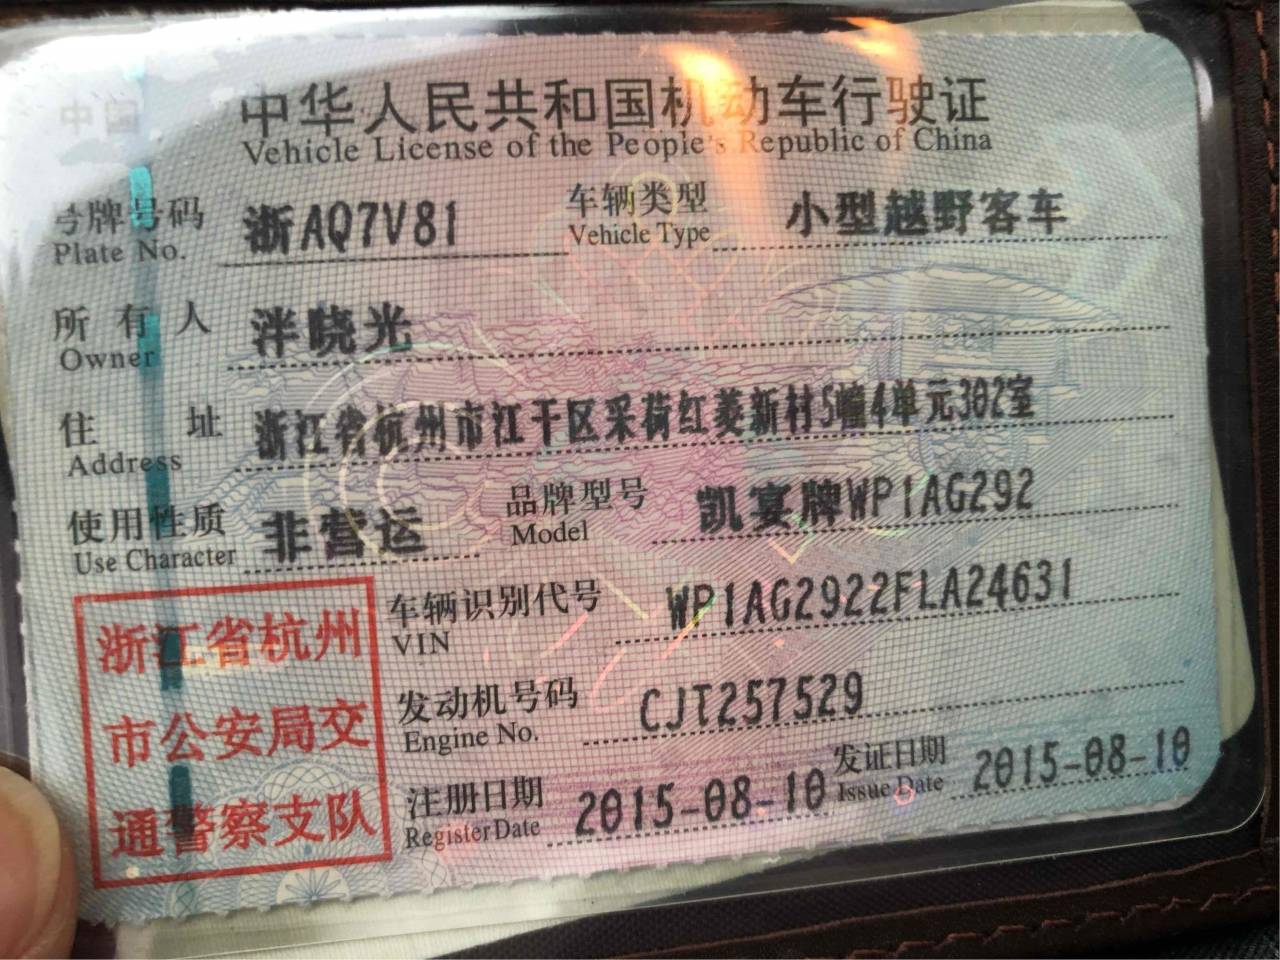 中国
中华人民共和国机动车行驶证
Vehicle License of the People's Republic of China
号牌号码 浙AQ7V81 车辆类型 小型越野客车
Plate No. Vehicle Type
所有人 洋晓光
Owner
住址 浙江省杭州市江干区采荷红菱新村5幢4单元302室
Address
使用性质 非营运 品牌型号 凯宴牌WP1AG292
Use Character Model
车辆识别代号 WP1AG2922FLA24631
VIN
发动机号码 CJT257529
Engine No.
注册日期 2015-08-10 发证日期 2015-08-10
Register Date Issue Date
浙江省杭州
市公安局交
通警察支队